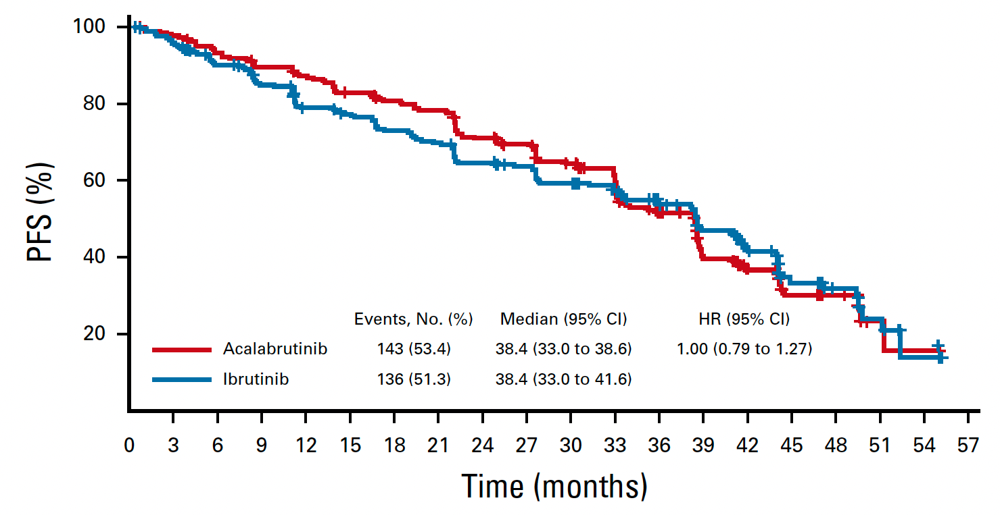 100
80
60
40
20
PFS (%)
Events, No. (%) Median (95% CI) HR (95% CI)
Acalabrutinib 143 (53.4) 38.4 (33.0 to 38.6) 1.00 (0.79 to 1.27)
Ibrutinib 136 (51.3) 38.4 (33.0 to 41.6)
0 3 6 9 12 15 18 21 24 27 30 33 36 39 42 45 48 51 54 57
Time (months)